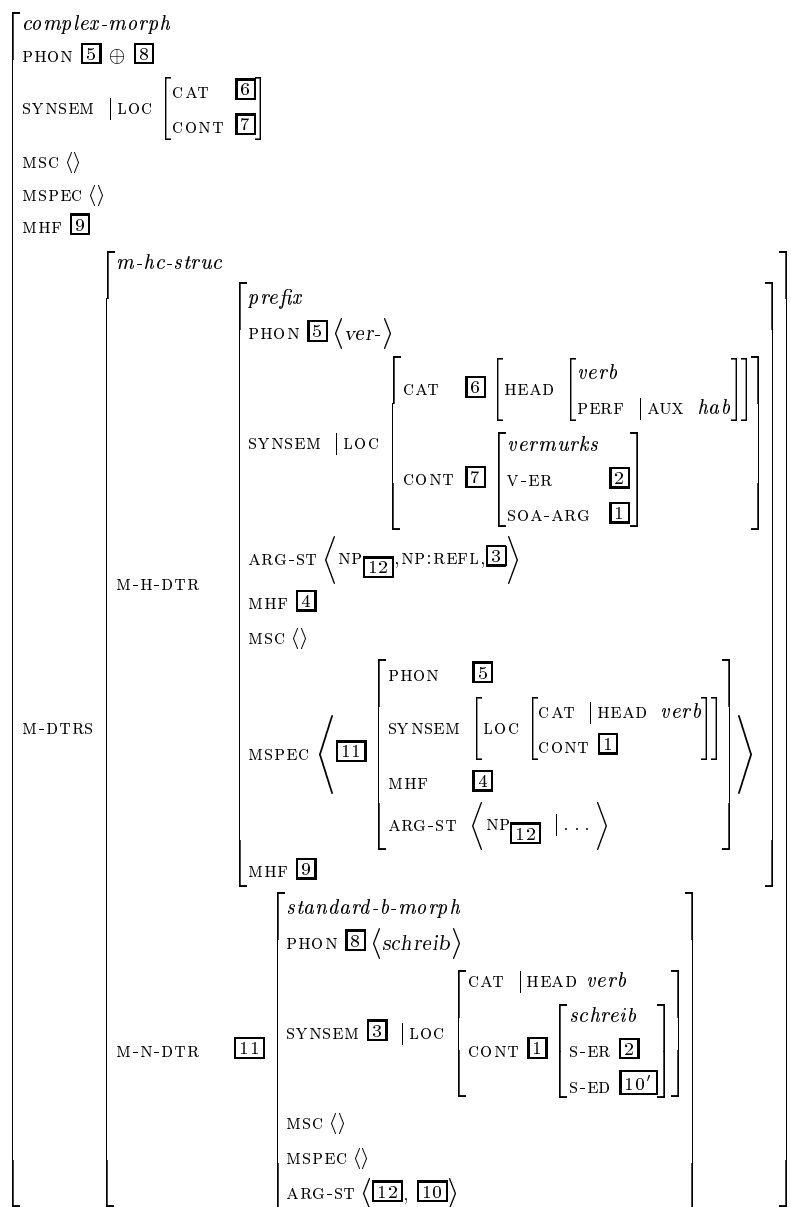 complex-morph
PHON 5 ⊕ 8
CAT 6
SYNSEM |LOC
CONT 7
MSC ⟨⟩
MSPEC ⟨⟩
MHF 9
m-hc-struc
prefix
PHON 5 ⟨ver-⟩
verb
CAT 6 HEAD
PERF |AUX hab
SYNSEM |LOC
vermurks
CONT 7 V-ER 2
SOA-ARG 1
ARG-ST ⟨NP12,NP:REFL,3⟩
M-H-DTR
MHF 4
MSC ⟨⟩
PHON 5
CAT |HEAD verb
SYNSEM LOC
CONT 1
M-DTRS
MSPEC ⟨11
MHF 4
ARG-ST ⟨NP12 |...⟩
⟩
MHF 9
standard-b-morph
PHON 8 ⟨schreib⟩
CAT |HEAD verb
schreib
SYNSEM 3 |LOC
CONT 1 S-ER 2
M-N-DTR 11
S-ED 10′
MSC ⟨⟩
MSPEC ⟨⟩
ARG-ST ⟨12, 10⟩